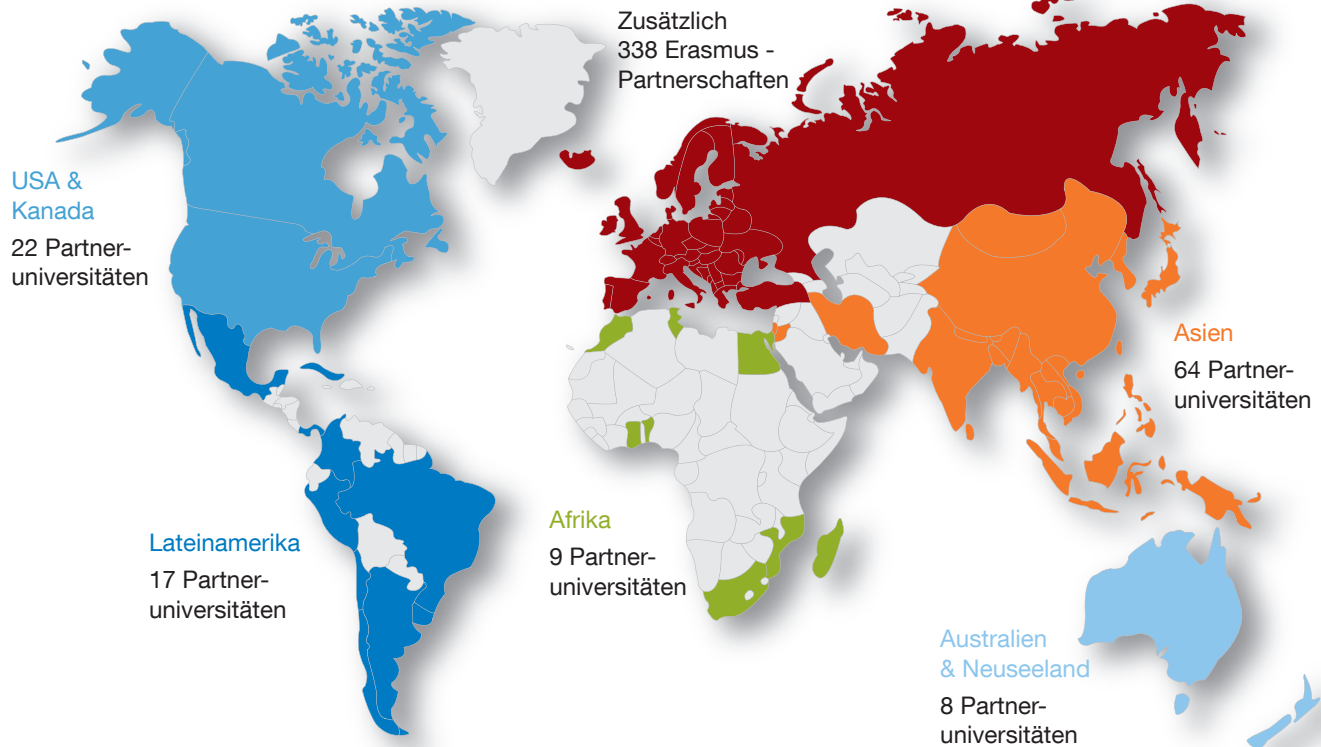 Zusätzlich
338 Erasmus -
Partnerschaften
USA &
Kanada
22 Partner-
universitäten
Asien
64 Partner-
universitäten
Lateinamerika
17 Partner-
universitäten
Afrika
9 Partner-
universitäten
Australien
& Neuseeland
8 Partner-
universitäten